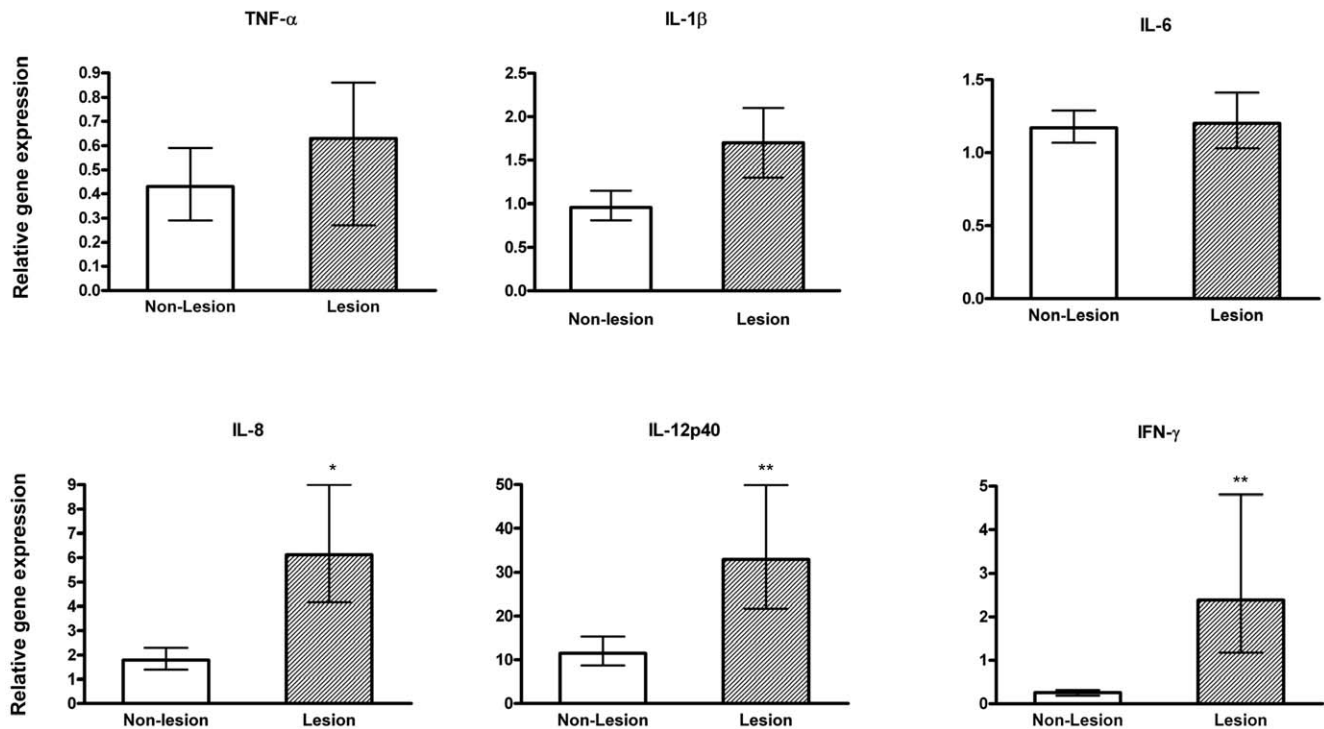 TNF-α
IL-1β
IL-6
Relative gene expression
0.9
0.8
0.7
0.6
0.5
0.4
0.3
0.2
0.1
0.0
Non-Lesion
Lesion
2.5
2.0
1.5
1.0
0.5
0.0
Non-lesion
Lesion
1.5
1.0
0.5
0.0
Non-Lesion
Lesion
IL-8
IL-12p40
IFN-γ
Relative gene expression
*
9
8
7
6
5
4
3
2
1
0
Non-lesion
Lesion
**
50
40
30
20
10
0
Non-lesion
Lesion
**
5
4
3
2
1
0
Non-Lesion
Lesion